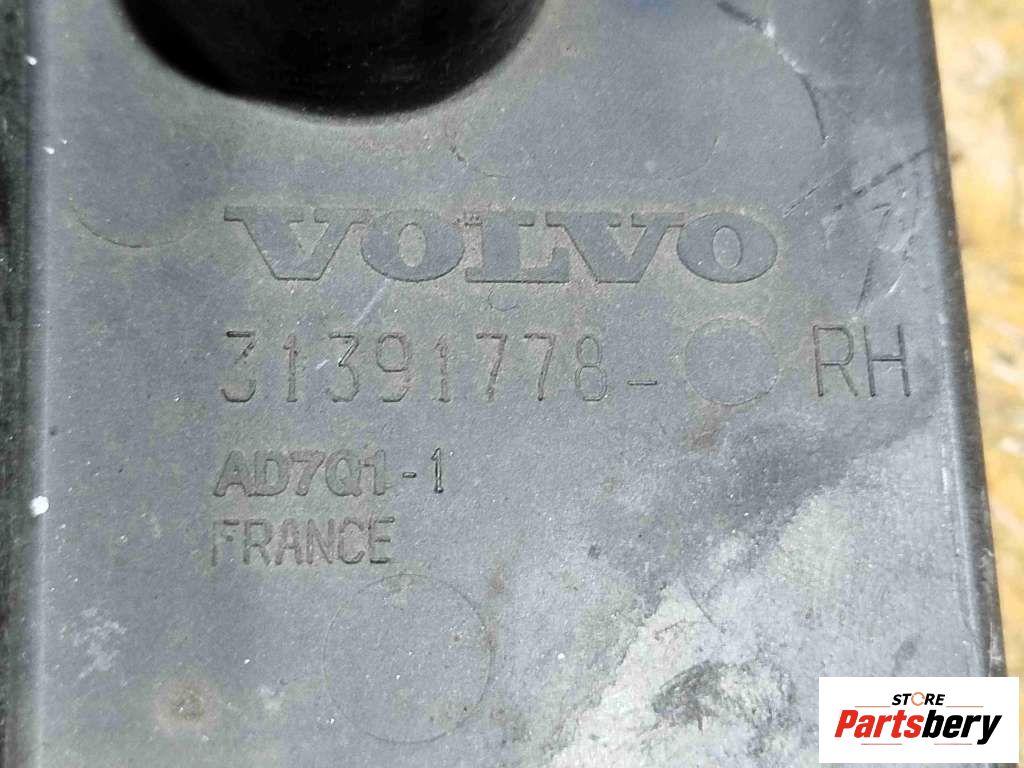 VOLVO
31391778- RH
AD7Q1-1
FRANCE
STORE
Partsbery